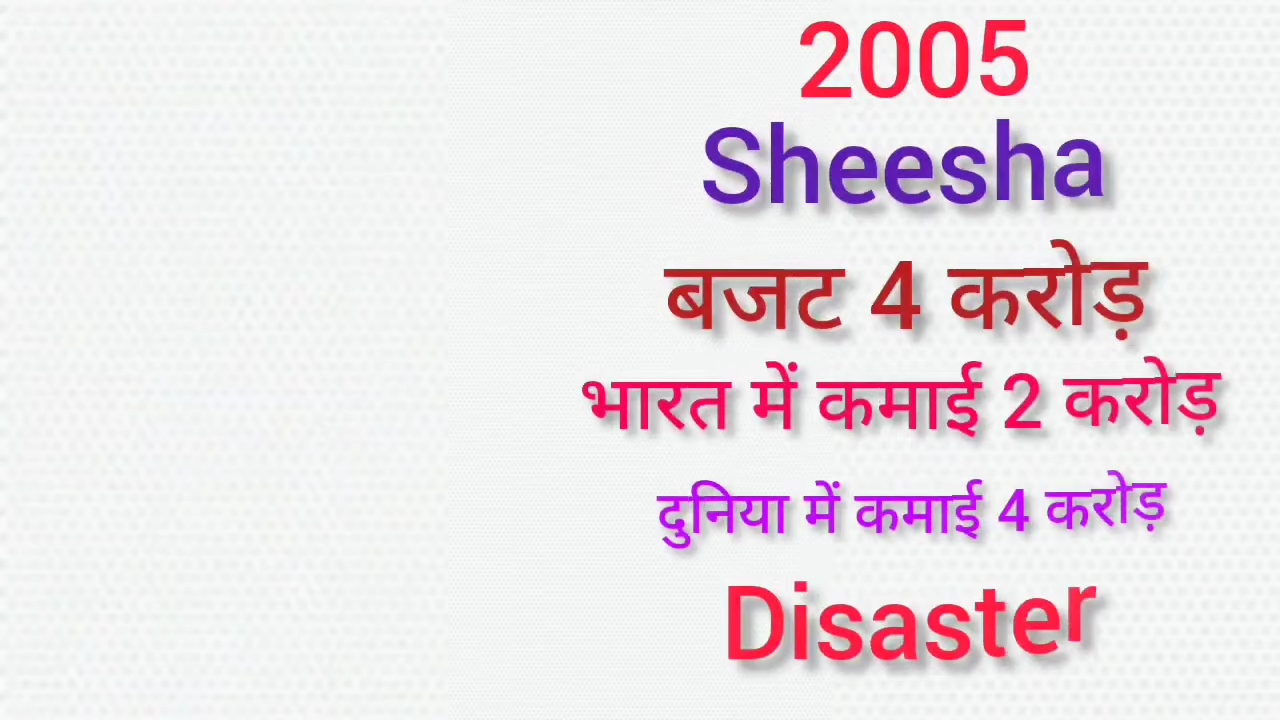 2005
Sheesha
बजट 4 करोड़
भारत में कमाई 2 करोड़
दुनिया में कमाई 4 करोड़
Disaster